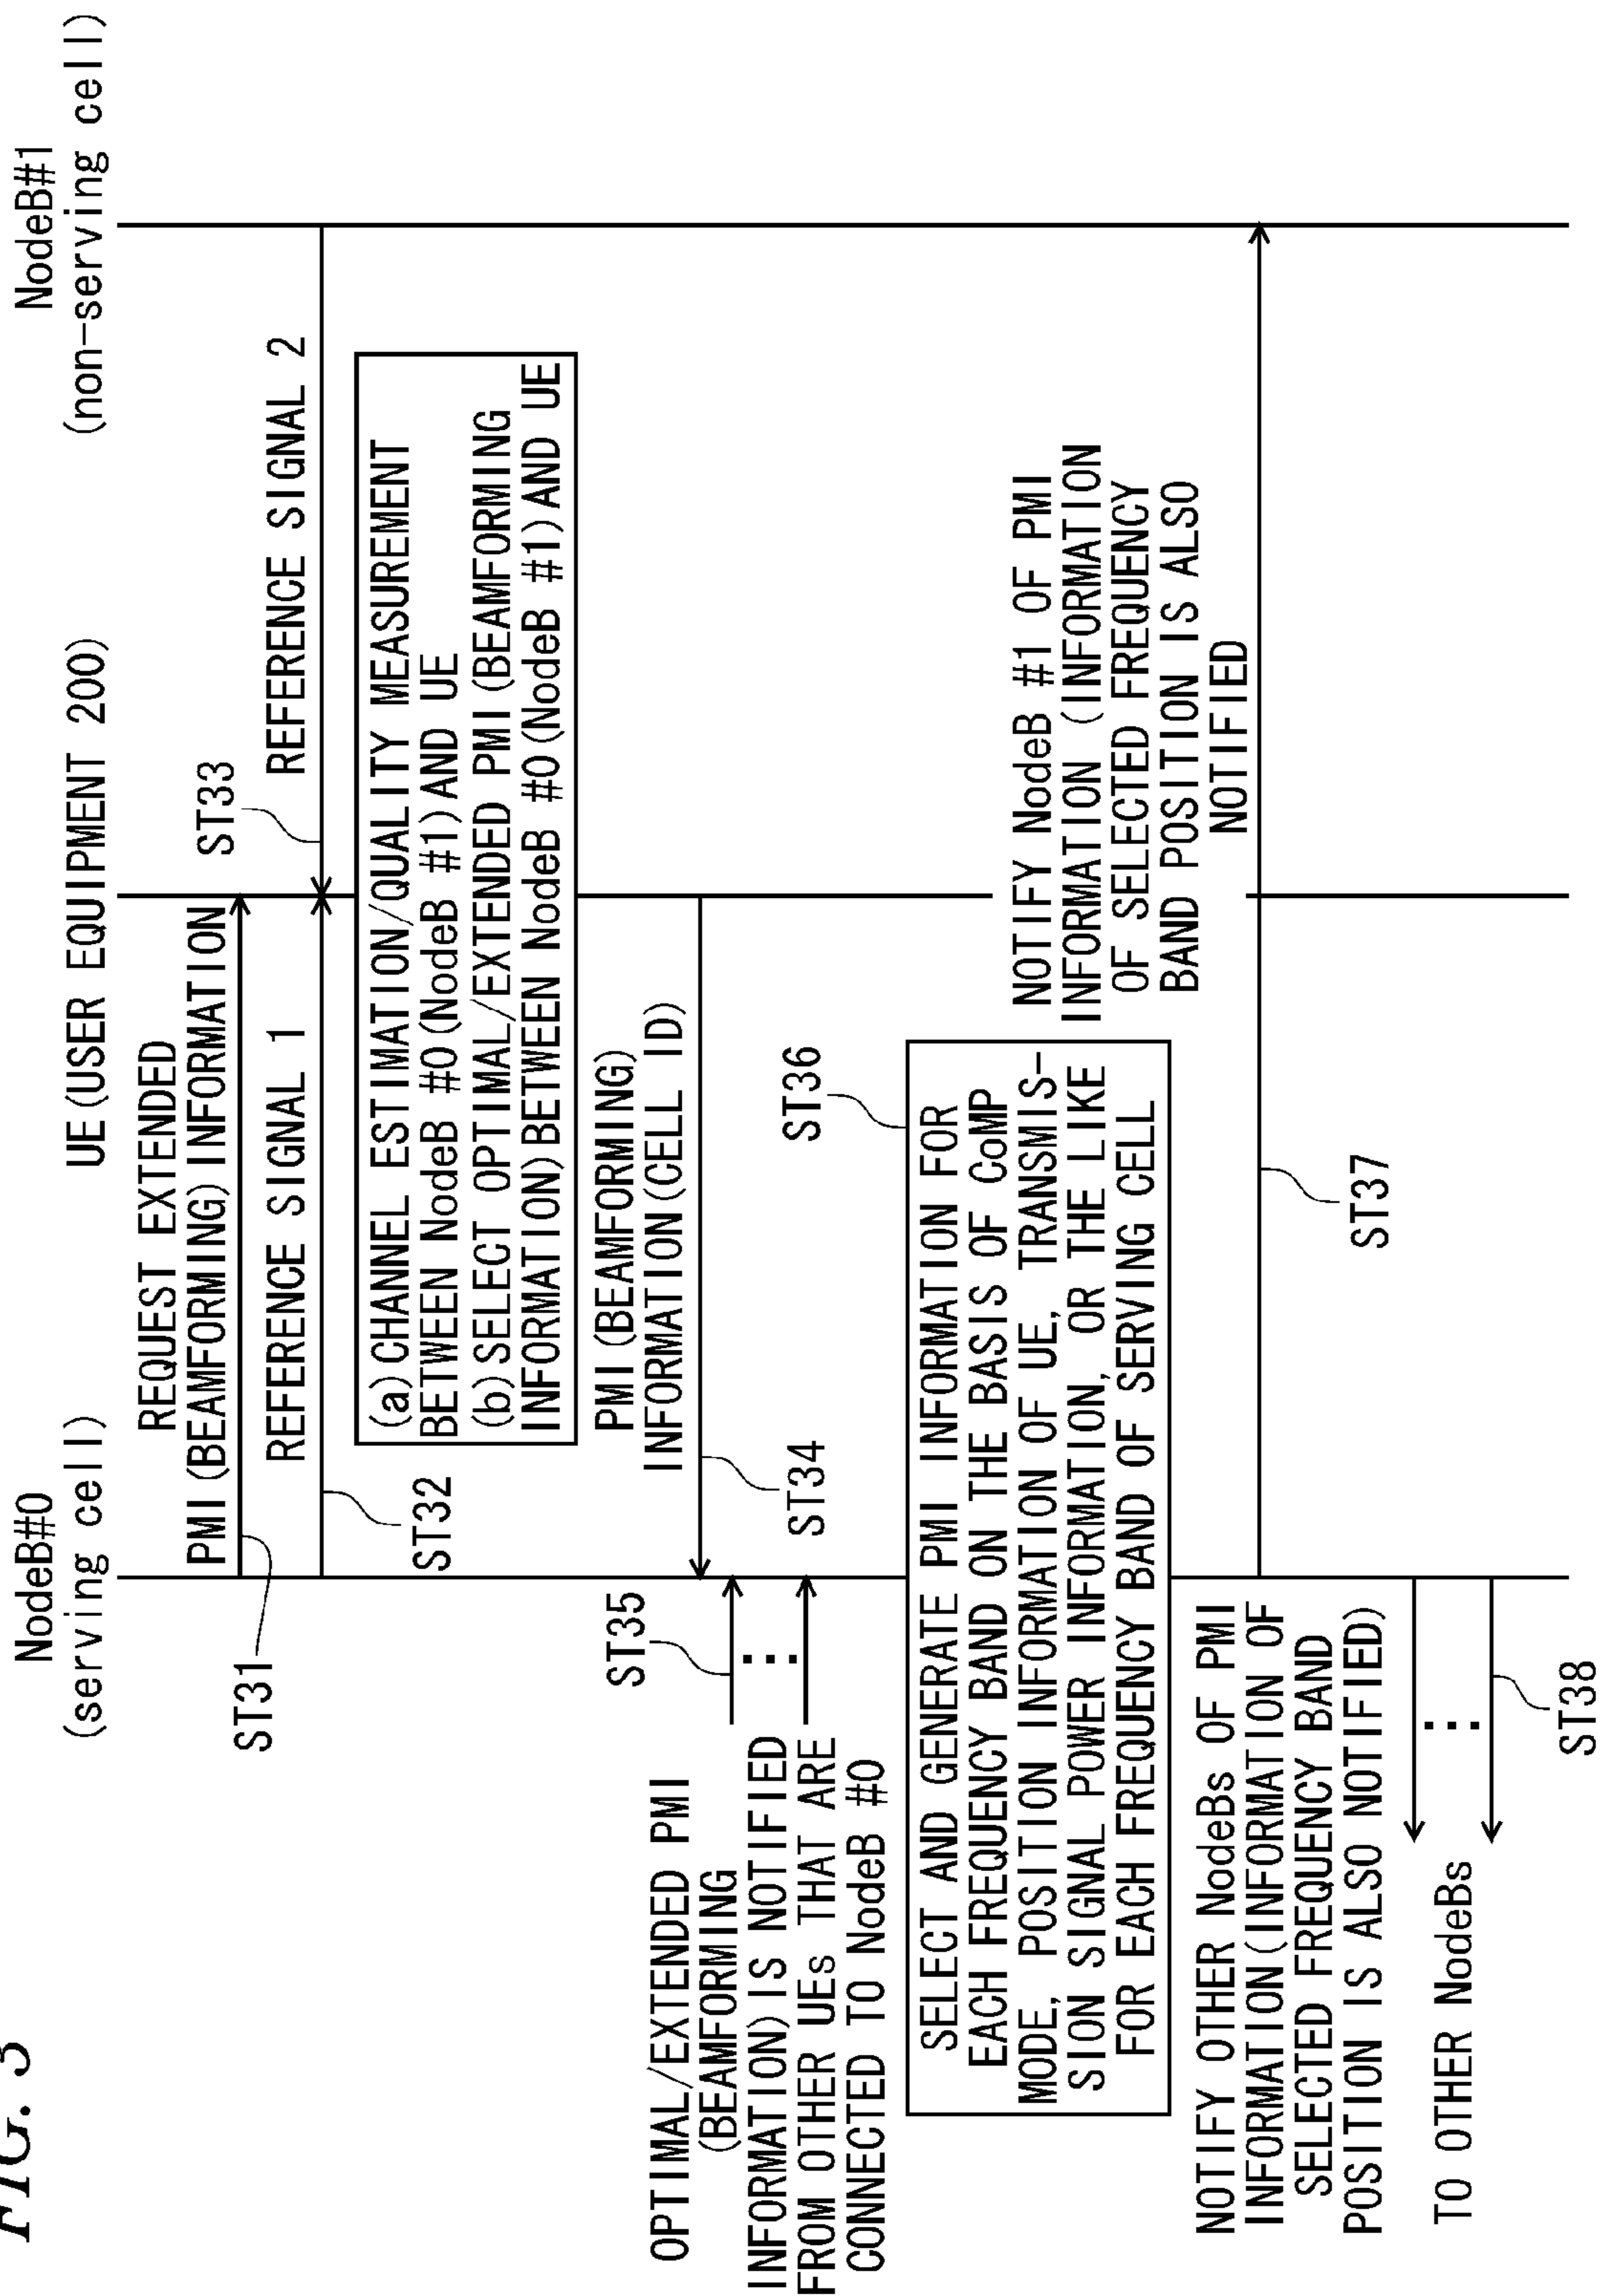 FIG. 3
NodeB#0
(serving cell)
UE(USER EQUIPMENT 200)
NodeB#1
(non-serving cell)
REQUEST EXTENDED
PMI(BEAMFORMING)INFORMATION
ST31
ST33
REFERENCE SIGNAL 1
REFERENCE SIGNAL 2
ST32
(a)CHANNEL ESTIMATION/QUALITY MEASUREMENT
BETWEEN NodeB #0(NodeB #1)AND UE
(b)SELECT OPTIMAL/EXTENDED PMI(BEAMFORMING
INFORMATION)BETWEEN NodeB #0(NodeB #1)AND UE
PMI(BEAMFORMING)
INFORMATION(CELL ID)
ST34
ST35
OPTIMAL/EXTENDED PMI
(BEAMFORMING
INFORMATION)IS NOTIFIED
FROM OTHER UEs THAT ARE
CONNECTED TO NodeB #0
ST36
SELECT AND GENERATE PMI INFORMATION FOR
EACH FREQUENCY BAND ON THE BASIS OF CoMP
MODE, POSITION INFORMATION OF UE, TRANSMIS-
SION SIGNAL POWER INFORMATION, OR THE LIKE
FOR EACH FREQUENCY BAND OF SERVING CELL
NOTIFY NodeB #1 OF PMI
INFORMATION(INFORMATION
OF SELECTED FREQUENCY
BAND POSITION IS ALSO
NOTIFIED
ST37
NOTIFY OTHER NodeBs OF PMI
INFORMATION(INFORMATION OF
SELECTED FREQUENCY BAND
POSITION IS ALSO NOTIFIED)
TO OTHER NodeBs
ST38